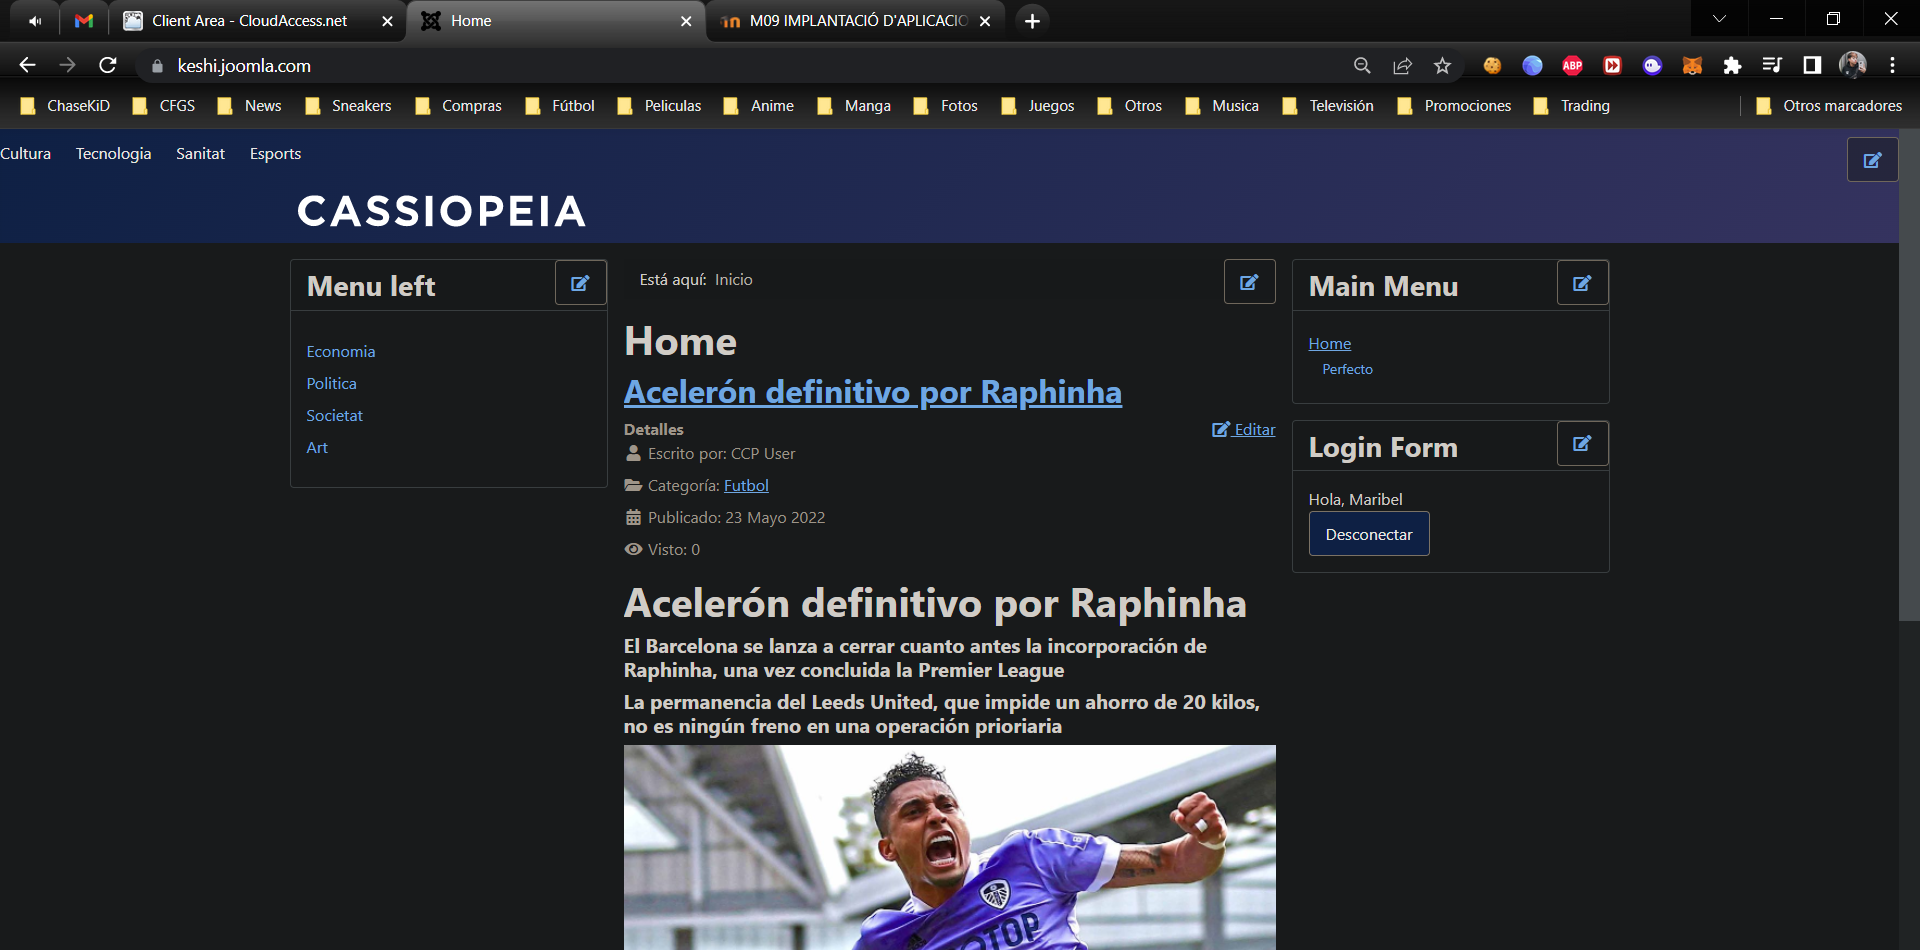 Client Area - CloudAccess.net
Home
M09 IMPLANTACIÓ D'APLICACIO
keshi.joomla.com
ABP
ChaseKiD CFGS News Sneakers Compras Fútbol Peliculas Anime Manga Fotos Juegos Otros Musica Televisión Promociones Trading Otros marcadores
Cultura Tecnologia Sanitat Esports
CASSIOPEIA
Menu left
Economia
Politica
Societat
Art
Está aquí: Inicio
Home
Acelerón definitivo por Raphinha
Detalles
Editar
Escrito por: CCP User
Categoría: Futbol
Publicado: 23 Mayo 2022
Visto: 0
Acelerón definitivo por Raphinha
El Barcelona se lanza a cerrar cuanto antes la incorporación de
Raphinha, una vez concluida la Premier League
La permanencia del Leeds United, que impide un ahorro de 20 kilos,
no es ningún freno en una operación prioriaria
Main Menu
Home
Perfecto
Login Form
Hola, Maribel
Desconectar